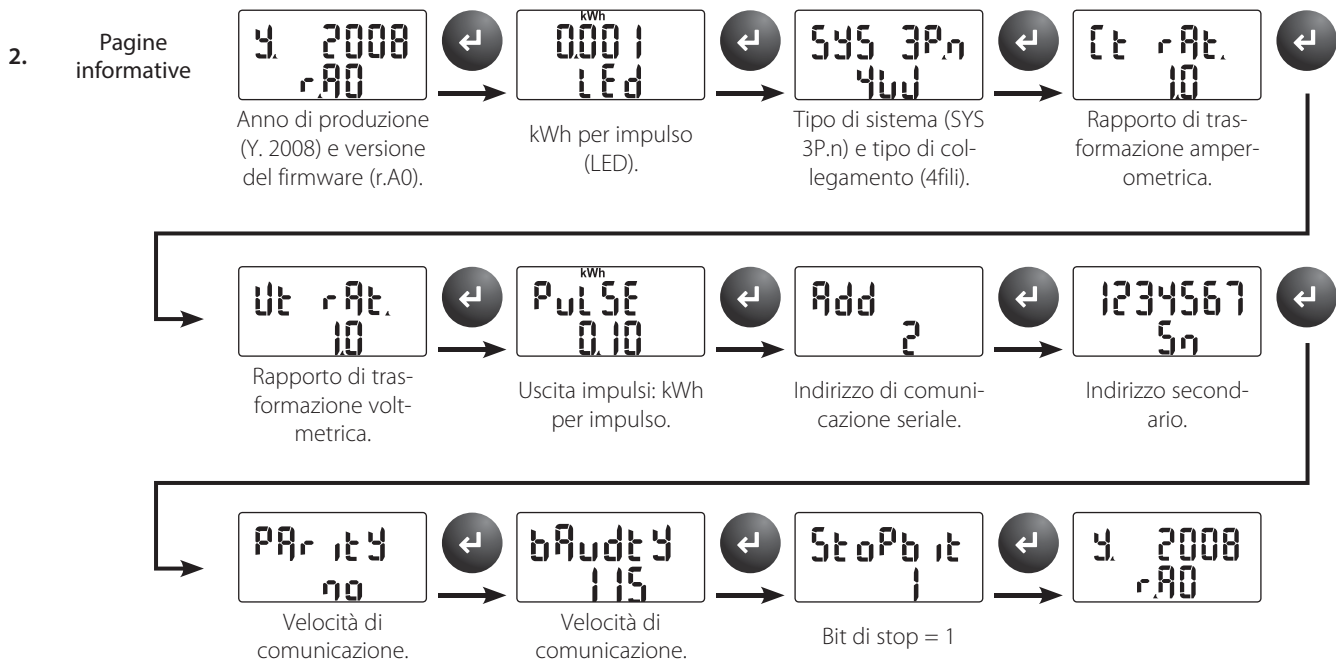 2.
Pagine
informative
Y. 2008
r.A0
Anno di produzione
(Y. 2008) e versione
del firmware (r.A0).
kWh
0.001
LEd
kWh per impulso
(LED).
SYS 3P.n
4W
Tipo di sistema (SYS
3P.n) e tipo di col-
legamento (4fili).
Ct rAt.
1.0
Rapporto di tras-
formazione amper-
ometrica.
Ut rAt.
1.0
Rapporto di tras-
formazione volt-
metrica.
kWh
PuLSE
0.10
Uscita impulsi: kWh
per impulso.
Add
2
Indirizzo di comuni-
cazione seriale.
1234567
Sn
Indirizzo second-
ario.
PAritY
no
Velocità di
comunicazione.
bAudtY
115
Velocità di
comunicazione.
StoPbit
1
Bit di stop = 1
Y. 2008
r.A0